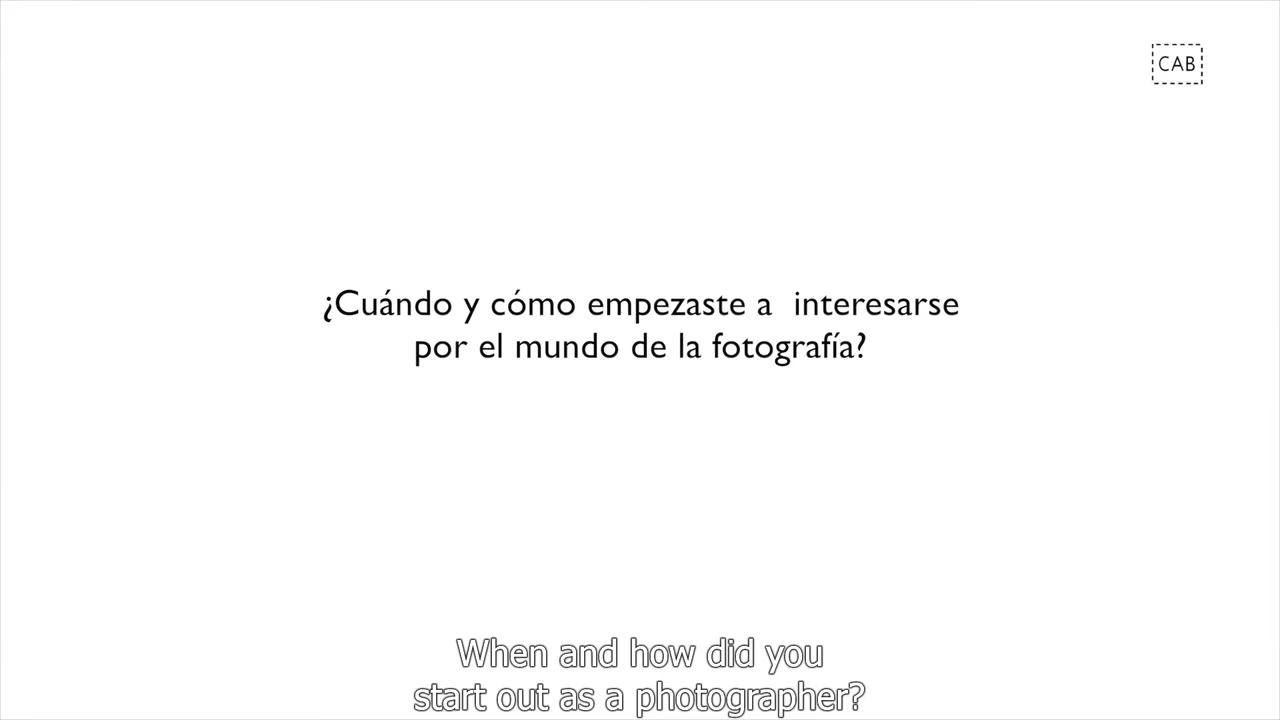 CAB
¿Cuándo y cómo empezaste a  interesarse
por el mundo de la fotografía?
When and how did you
start out as a photographer?